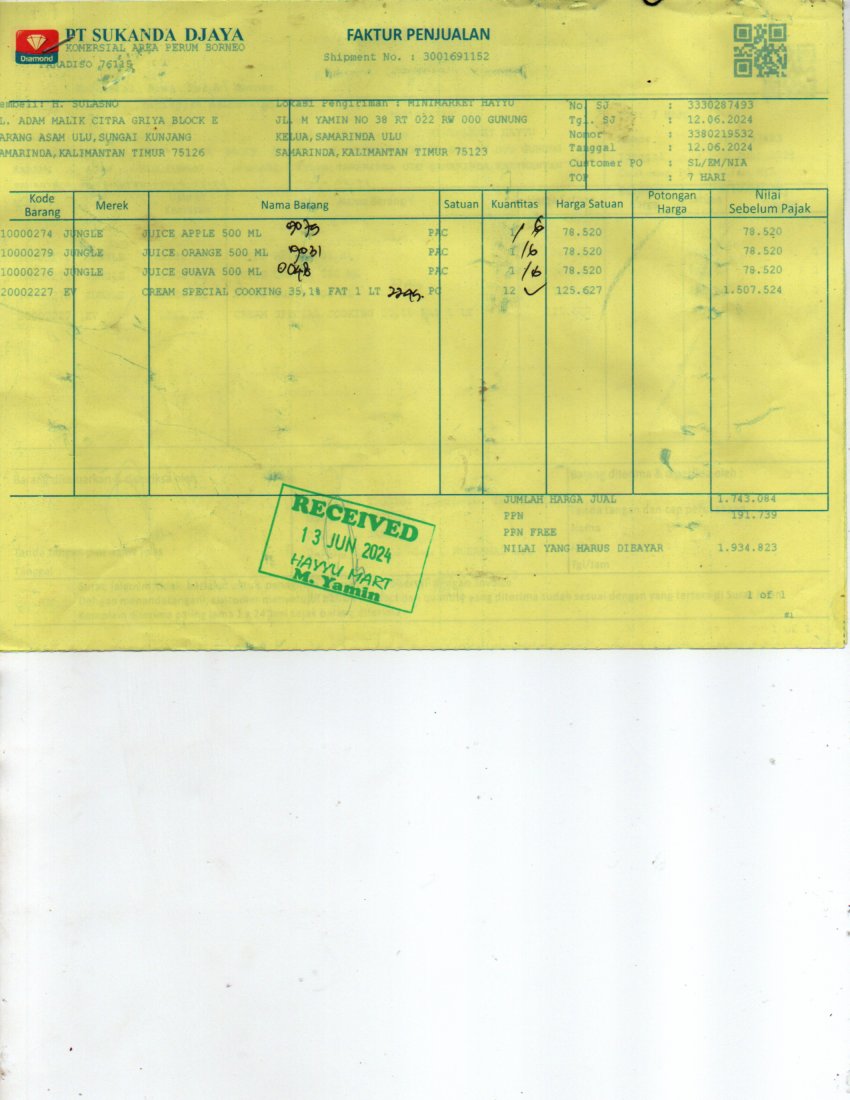 PT SUKANDA DJAYA
Diamond
KOMERSIAL AREA PERUM BORNEO
PARADISO 76115
FAKTUR PENJUALAN
Shipment No. : 3001691152
embeli: H. SULASNO
L. ADAM MALIK CITRA GRIYA BLOCK E
ARANG ASAM ULU,SUNGAI KUNJANG
AMARINDA,KALIMANTAN TIMUR 75126
Lokasi Pengiriman : MINIMARKET HAYYU
JL. M YAMIN NO 38 RT 022 RW 000 GUNUNG
KELUA,SAMARINDA ULU
SAMARINDA,KALIMANTAN TIMUR 75123
No. SJ : 3330287493
Tgl. SJ : 12.06.2024
Nomor : 3380219532
Tanggal : 12.06.2024
Customer PO : SL/EM/NIA
TOP : 7 HARI
Kode Barang Merek Nama Barang Satuan Kuantitas Harga Satuan Potongan Harga Nilai Sebelum Pajak
10000274 JUNGLE JUICE APPLE 500 ML PAC 1 /6 78.520 78.520
10000279 JUNGLE JUICE ORANGE 500 ML 9031 PAC 1 /6 78.520 78.520
10000276 JUNGLE JUICE GUAVA 500 ML 0048 PAC 1 /6 78.520 78.520
20002227 EV CREAM SPECIAL COOKING 35,1% FAT 1 LT PC 12 125.627 1.507.524
JUMLAH HARGA JUAL 1.743.084
PPN 191.739
PPN FREE
NILAI YANG HARUS DIBAYAR 1.934.823
RECEIVED
13 JUN 2024
HAYYU MART
M. Yamin
1 of 1
#1